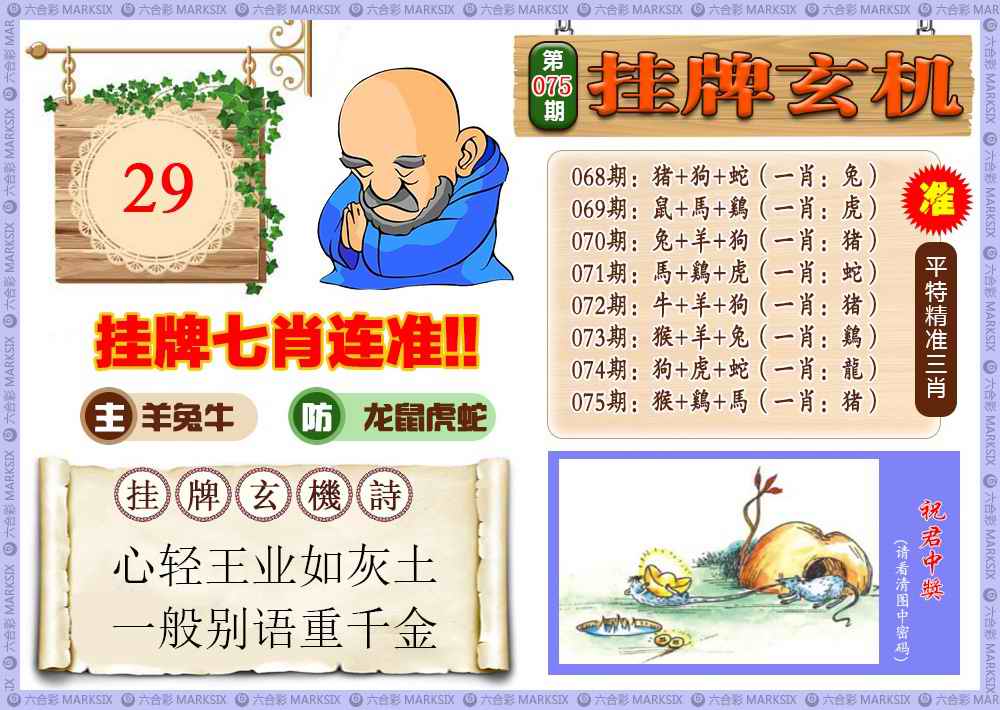 六合彩 MARKSIX
29
第
075
期
挂牌玄机
068期：猪+狗+蛇（一肖：兔）
069期：鼠+馬+鷄（一肖：虎）
070期：兔+羊+狗（一肖：猪）
071期：馬+鷄+虎（一肖：蛇）
072期：牛+羊+狗（一肖：猪）
073期：猴+羊+兔（一肖：鷄）
074期：狗+虎+蛇（一肖：龍）
075期：猴+鷄+馬（一肖：猪）
准
平特精准三肖
挂牌七肖连准!!
主 羊兔牛
防 龙鼠虎蛇
挂牌玄機詩
心轻王业如灰土
一般别语重千金
祝君中獎
（请看清图中密码）